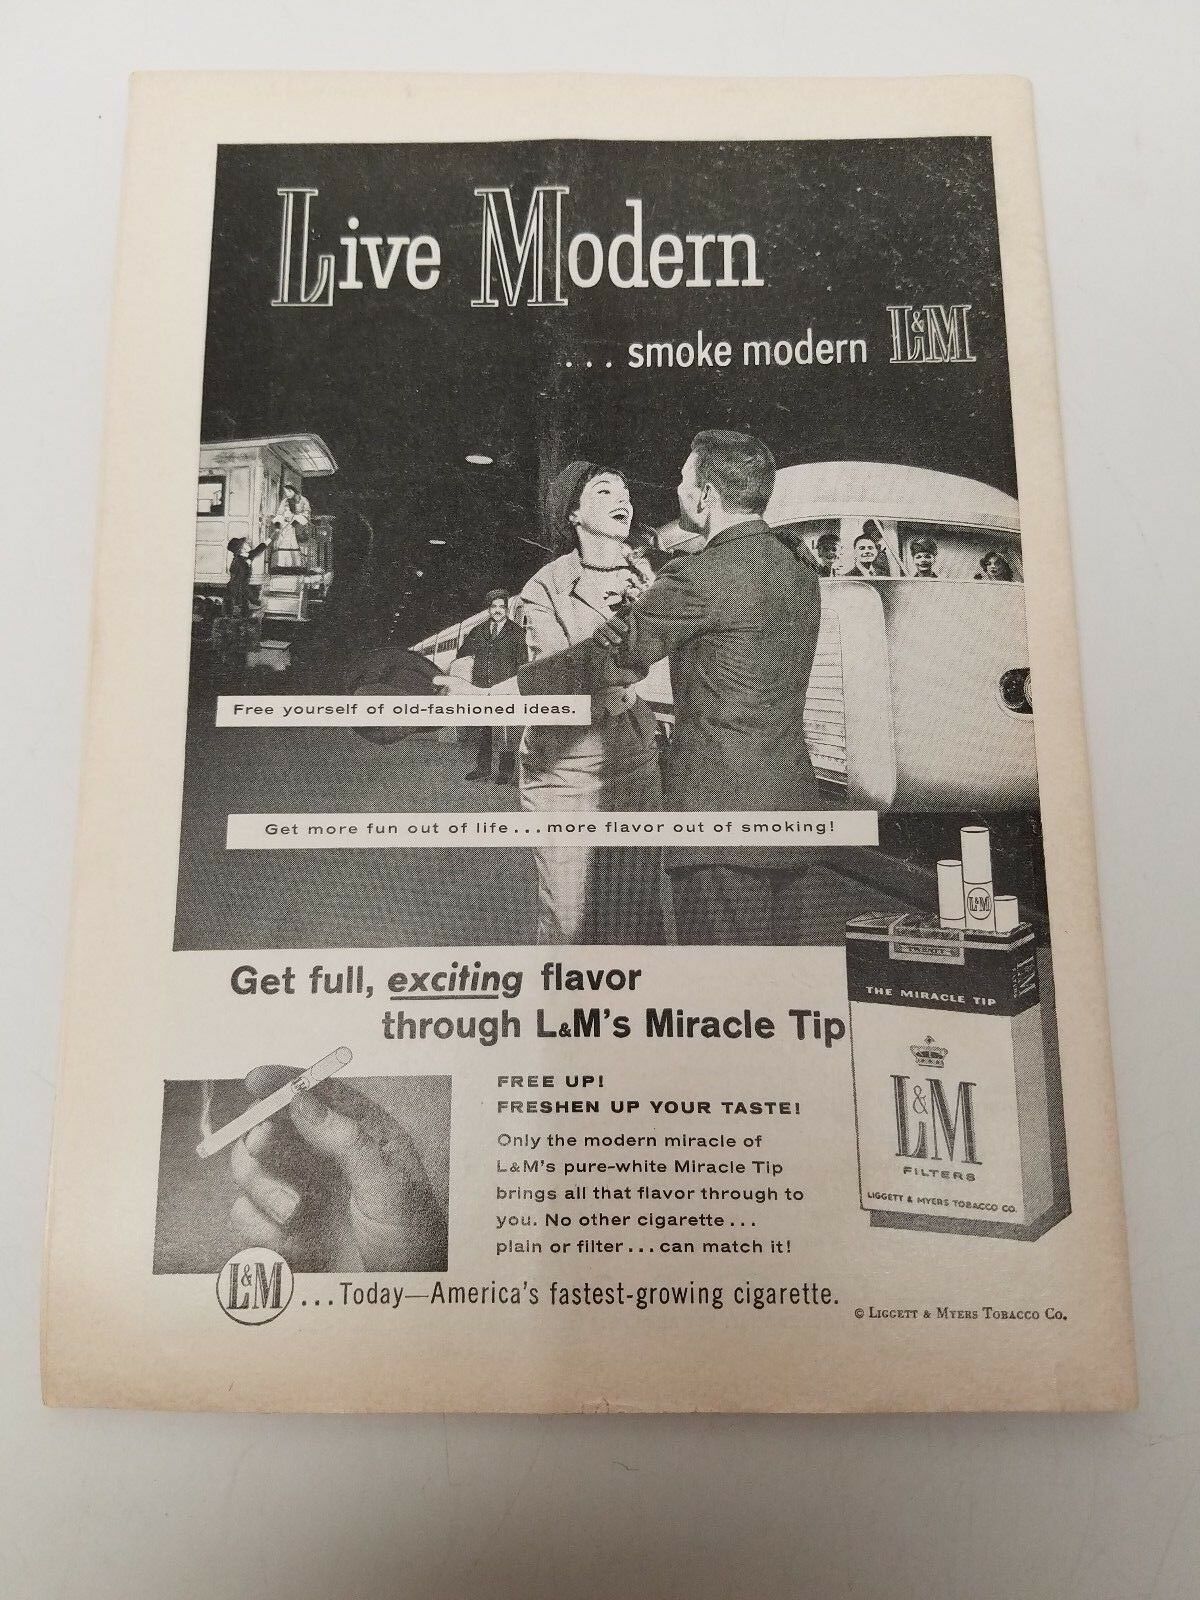 Live Modern
... smoke modern L&M
Free yourself of old-fashioned ideas.
Get more fun out of life...more flavor out of smoking!
L&M
Get full, exciting flavor
through L&M's Miracle Tip
THE MIRACLE TIP
L&M
L&M
FILTERS
LIGGETT & MYERS TOBACCO CO.
FREE UP!
FRESHEN UP YOUR TASTE!
Only the modern miracle of
L&M's pure-white Miracle Tip
brings all that flavor through to
you. No other cigarette...
plain or filter...can match it!
L&M
L&M ...Today—America's fastest-growing cigarette.
© LIGGETT & MYERS TOBACCO CO.